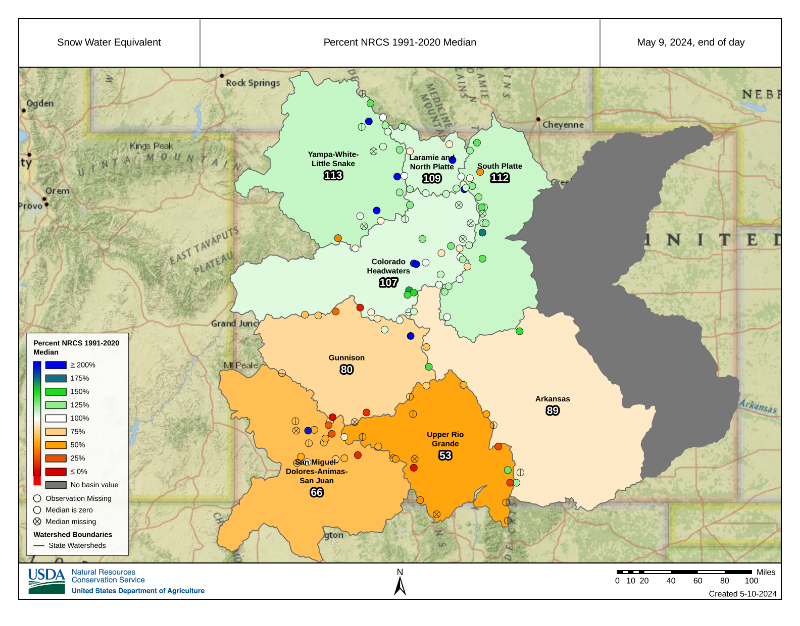 Snow Water Equivalent
Percent NRCS 1991-2020 Median
May 9, 2024, end of day
Rock Springs
Ogden
NEB
Cheyenne
Kings Peak
UINTA MOUNTAINS
MEDICINE
Yampa-White-
Little Snake
113
Laramie and
North Platte
109
South Platte
112
Orem
Provo
EAST TAVAPUTS
PLATEAU
UNITED
Colorado
Headwaters
107
Grand Junct
Percent NRCS 1991-2020
Median
≥ 200%
175%
150%
125%
100%
75%
50%
25%
≤ 0%
No basin value
Observation Missing
Median is zero
Median missing
Watershed Boundaries
State Watersheds
Gunnison
80
Arkansas
89
Arkansas
Upper Rio
Grande
53
San Miguel-
Dolores-Animas-
San Juan
66
gton
USDA
Natural Resources
Conservation Service
United States Department of Agriculture
N
Miles
0 10 20 40 60 80 100
Created 5-10-2024